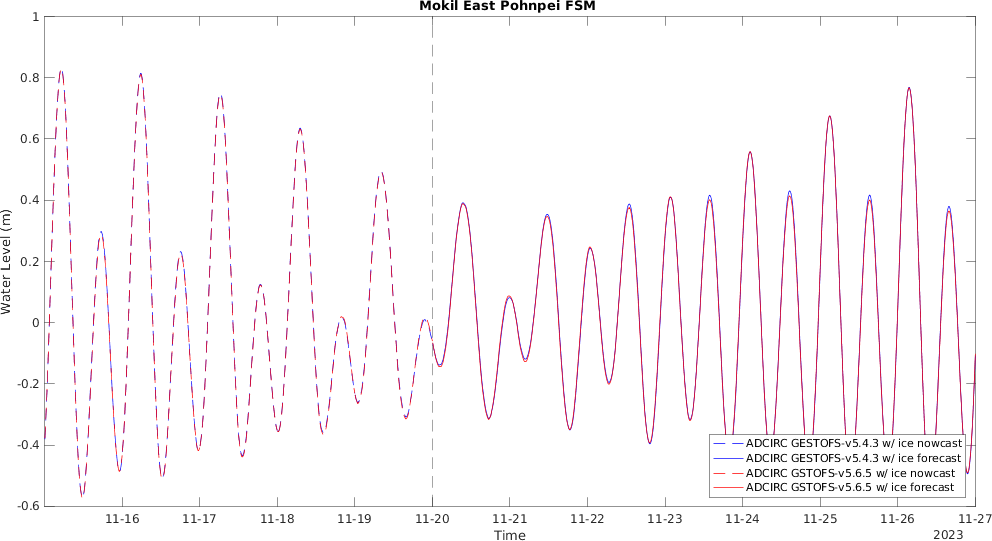 Mokil East Pohnpei FSM
1
0.8
0.6
0.4
0.2
0
-0.2
-0.4
-0.6
Water Level (m)
ADCIRC GESTOFS-v5.4.3 w/ ice nowcast
ADCIRC GESTOFS-v5.4.3 w/ ice forecast
ADCIRC GSTOFS-v5.6.5 w/ ice nowcast
ADCIRC GSTOFS-v5.6.5 w/ ice forecast
11-16 11-17 11-18 11-19 11-20 11-21 11-22 11-23 11-24 11-25 11-26 11-27
Time
2023